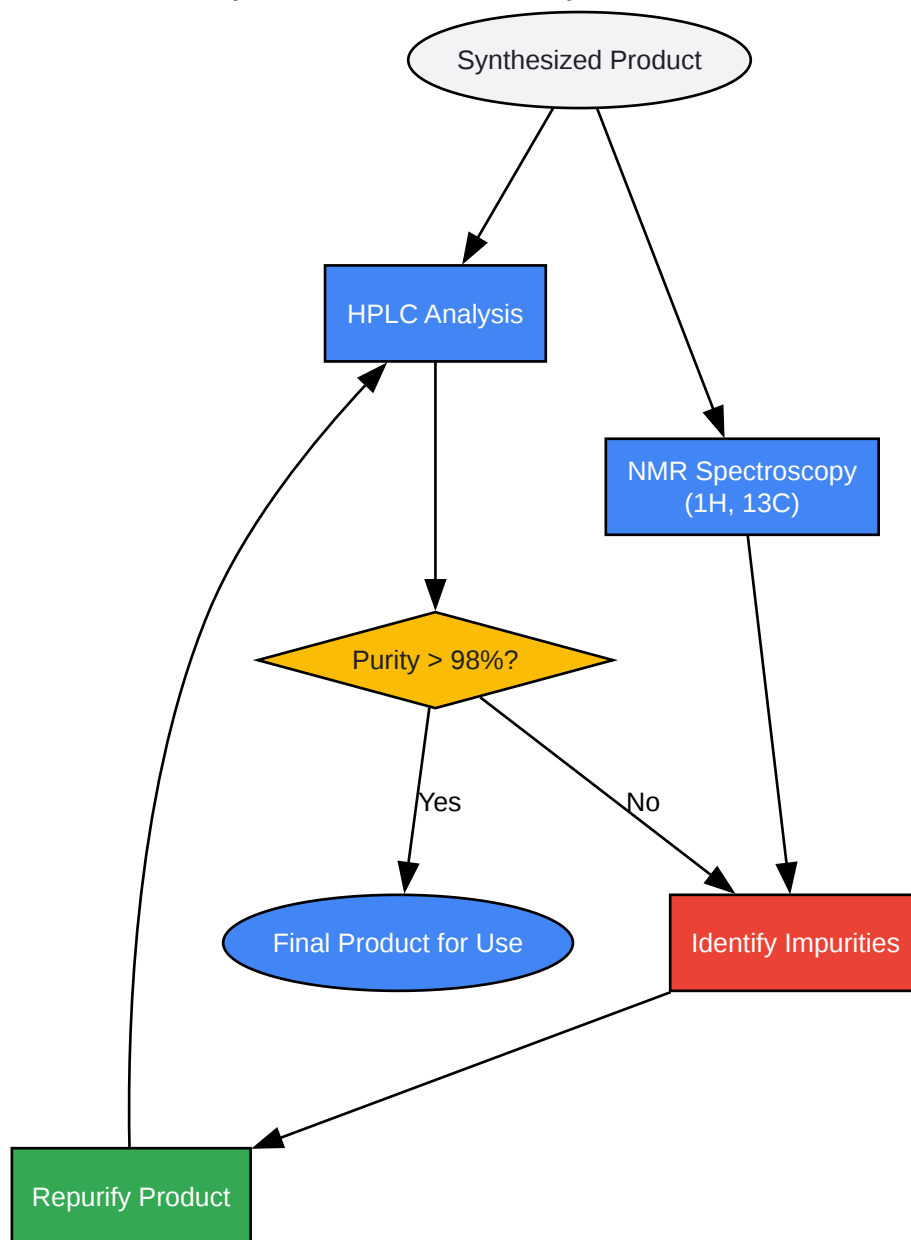 Synthesized Product
HPLC Analysis
NMR Spectroscopy
(1H, 13C)
Purity > 98%?
Yes
No
Final Product for Use
Identify Impurities
Repurify Product